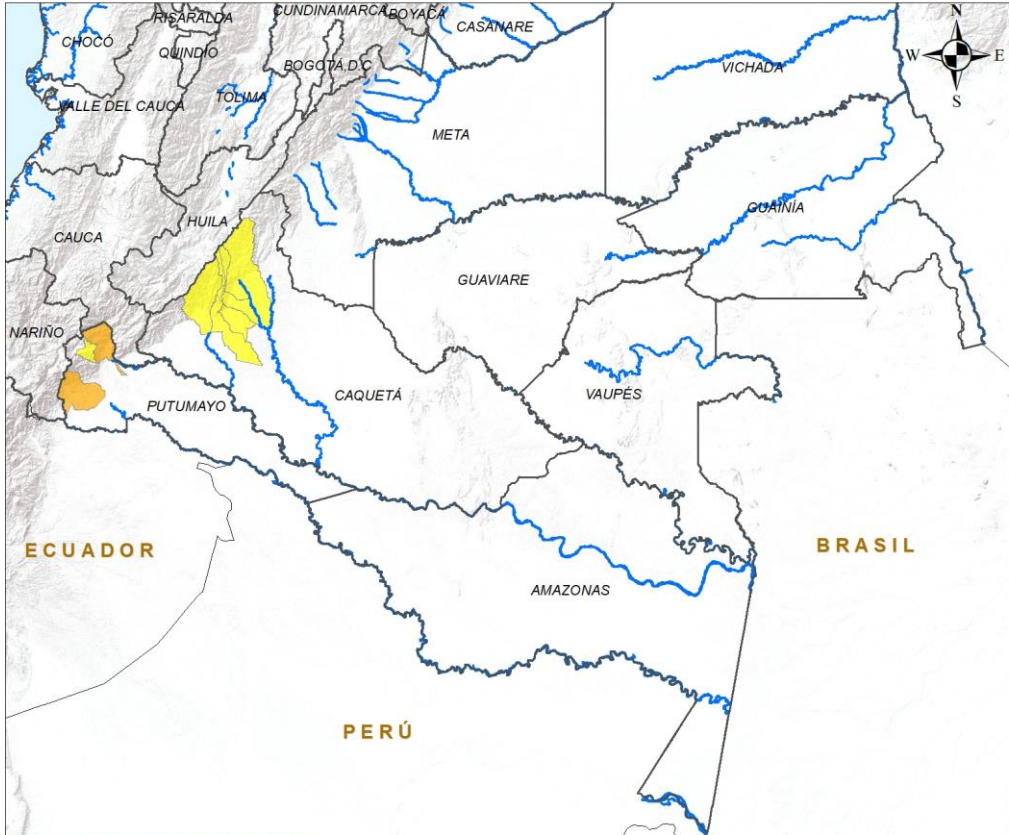 RISARALDA
CUNDINAMARCA
BOYACÁ
CHOCÓ
CASANARE
N
QUINDIO
W
E
BOGOTÁ.D.C
VICHADA
TOLIMA
VALLE DEL CAUCA
S
META
HUILA
GUAINÍA
CAUCA
GUAVIARE
NARIÑO
CAQUETÁ
VAUPÉS
PUTUMAYO
ECUADOR
BRASIL
AMAZONAS
PERÚ